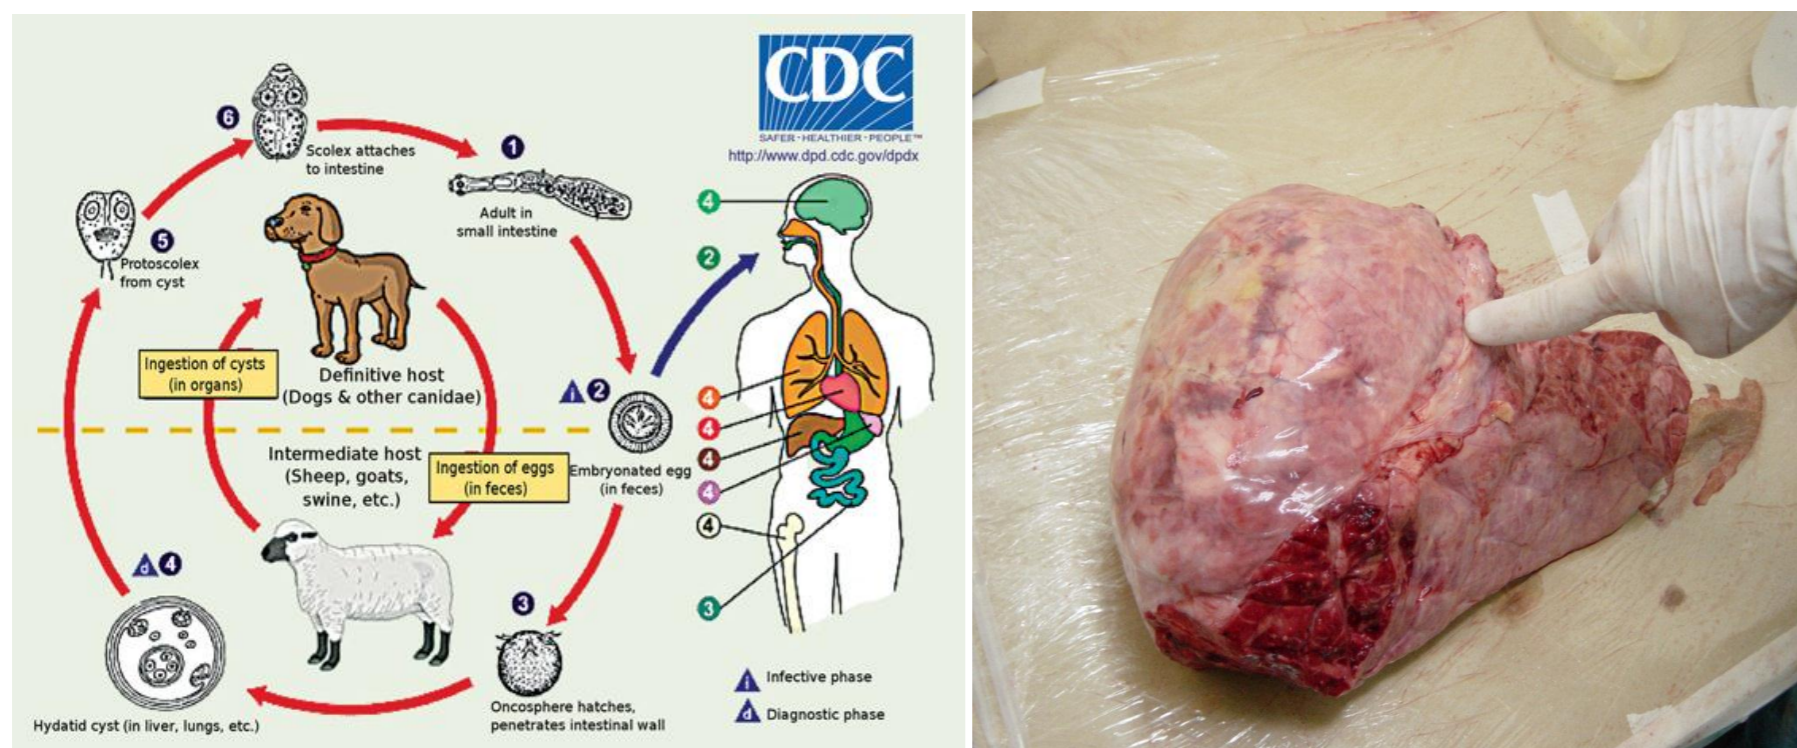 CDC
SAFER · HEALTHIER · PEOPLE™
http://www.dpd.cdc.gov/dpdx
6
Scolex attaches
to intestine
1
Adult in
small intestine
5
Protoscolex
from cyst
Ingestion of cysts
(in organs)
Definitive host
(Dogs & other canidae)
i 2
Intermediate host
(Sheep, goats,
swine, etc.)
Ingestion of eggs
(in feces)
Embryonated egg
(in feces)
d 4
Hydatid cyst (in liver, lungs, etc.)
3
Oncosphere hatches,
penetrates intestinal wall
4
2
4
4
4
4
4
3
i Infective phase
d Diagnostic phase